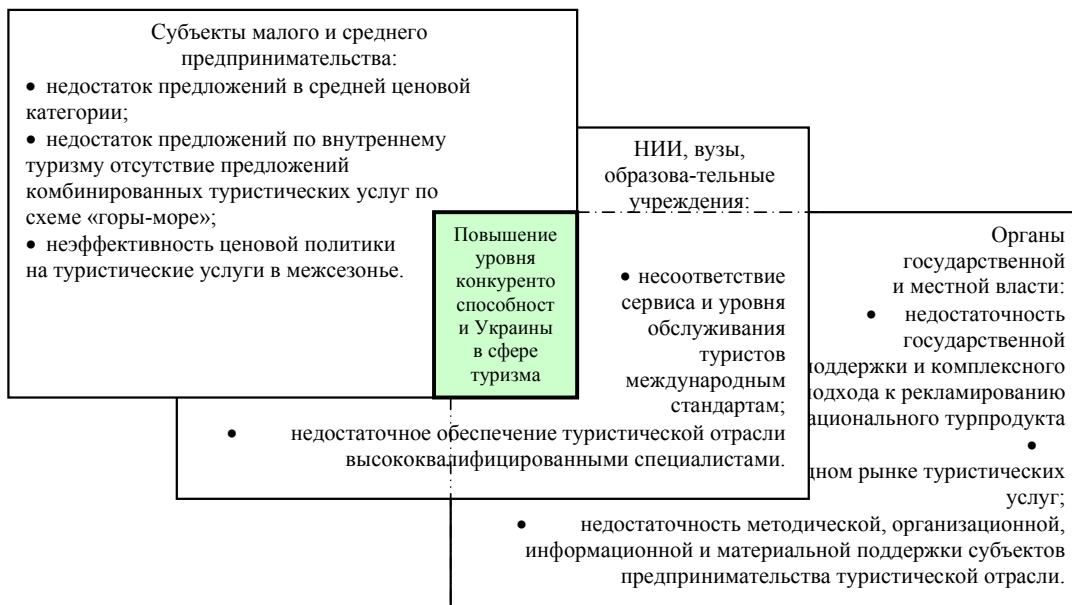 Субъекты малого и среднего
предпринимательства:
• недостаток предложений в средней ценовой
категории;
• недостаток предложений по внутреннему
туризму отсутствие предложений
комбинированных туристических услуг по
схеме «горы-море»;
• неэффективность ценовой политики
на туристические услуги в межсезонье.
Повышение
уровня
конкуренто
способност
и Украины
в сфере
туризма
НИИ, вузы,
образова-тельные
учреждения:
• несоответствие
сервиса и уровня
обслуживания
туристов
международным
стандартам;
• недостаточное обеспечение туристической отрасли
высококвалифицированными специалистами.
Органы
государственной
и местной власти:
• недостаточность
государственной
оддержки и комплексного
одхода к рекламированию
ационального турпродукта
•
ном рынке туристических
услуг;
• недостаточность методической, организационной,
информационной и материальной поддержки субъектов
предпринимательства туристической отрасли.